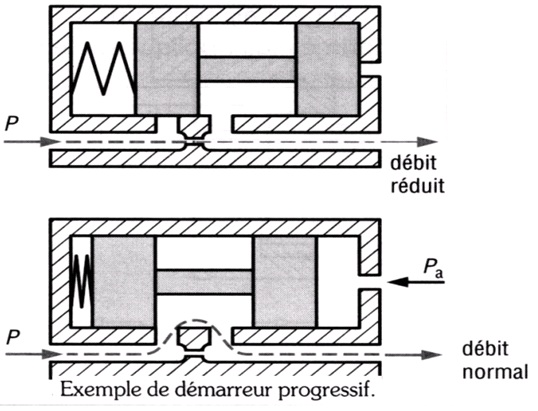 P
débit
réduit
Pa
P
débit
normal
Exemple de démarreur progressif.